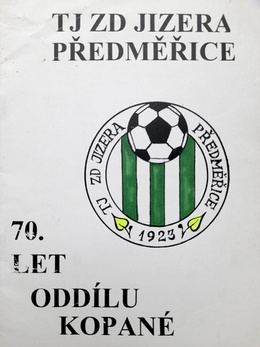 TJ ZD JIZERA
PŘEDMĚŘICE
TJ ZD JIZERA PŘEDMĚŘICE
1923
70.
LET
ODDÍLU
KOPANÉ